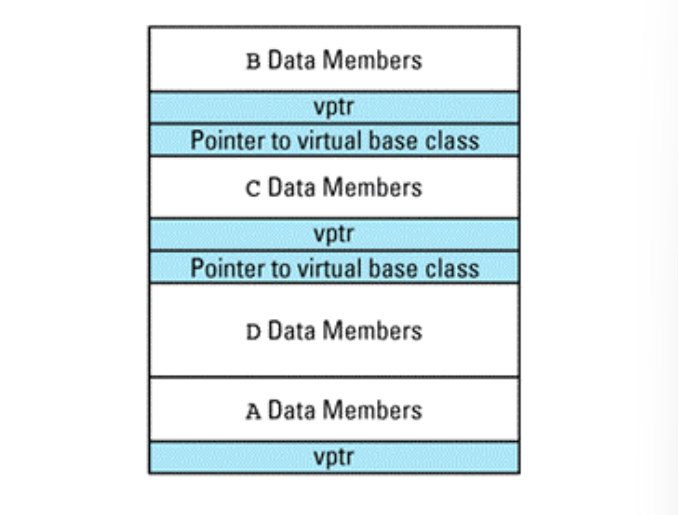 B Data Members
vptr
Pointer to virtual base class
C Data Members
vptr
Pointer to virtual base class
D Data Members
A Data Members
vptr